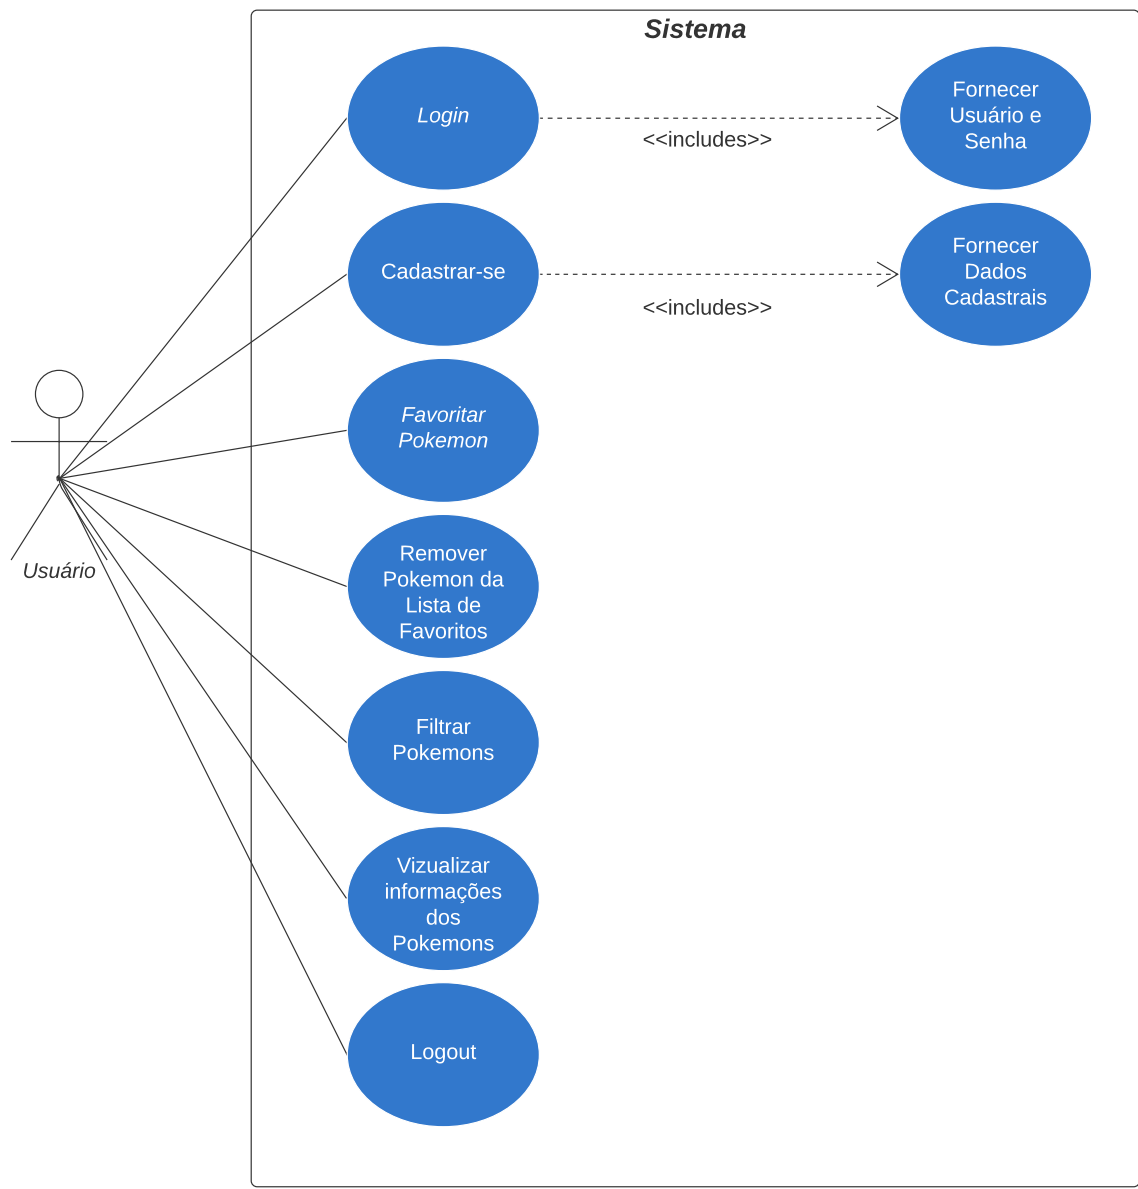 Sistema
Login
<<includes>>
Fornecer
Usuário e
Senha
Cadastrar-se
<<includes>>
Fornecer
Dados
Cadastrais
Favoritar
Pokemon
Usuário
Remover
Pokemon da
Lista de
Favoritos
Filtrar
Pokemons
Vizualizar
informações
dos
Pokemons
Logout